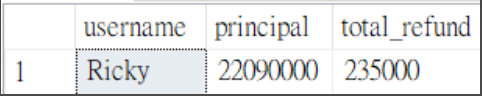 username principal total_refund
1 Ricky 22090000 235000